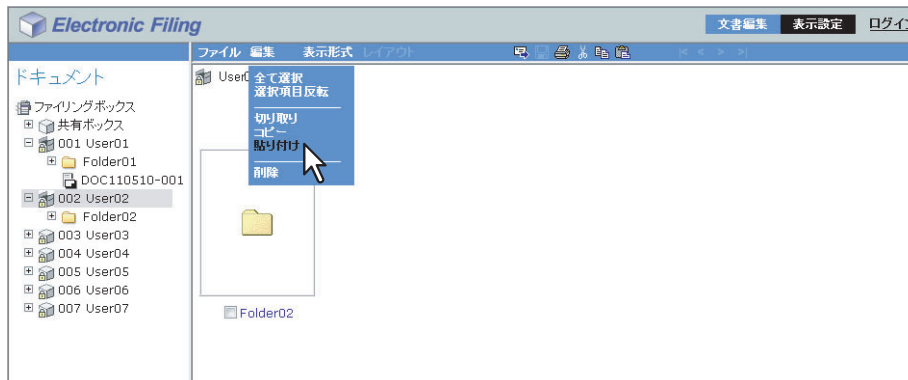 Electronic Filing
文書編集 表示設定 ログイン
ファイル 編集 表示形式 レイアウト |< < > >|
ドキュメント
ファイリングボックス
共有ボックス
001 User01
Folder01
DOC110510-001
002 User02
Folder02
003 User03
004 User04
005 User05
006 User06
007 User07
User0
全て選択
選択項目反転
切り取り
コピー
貼り付け
削除
Folder02